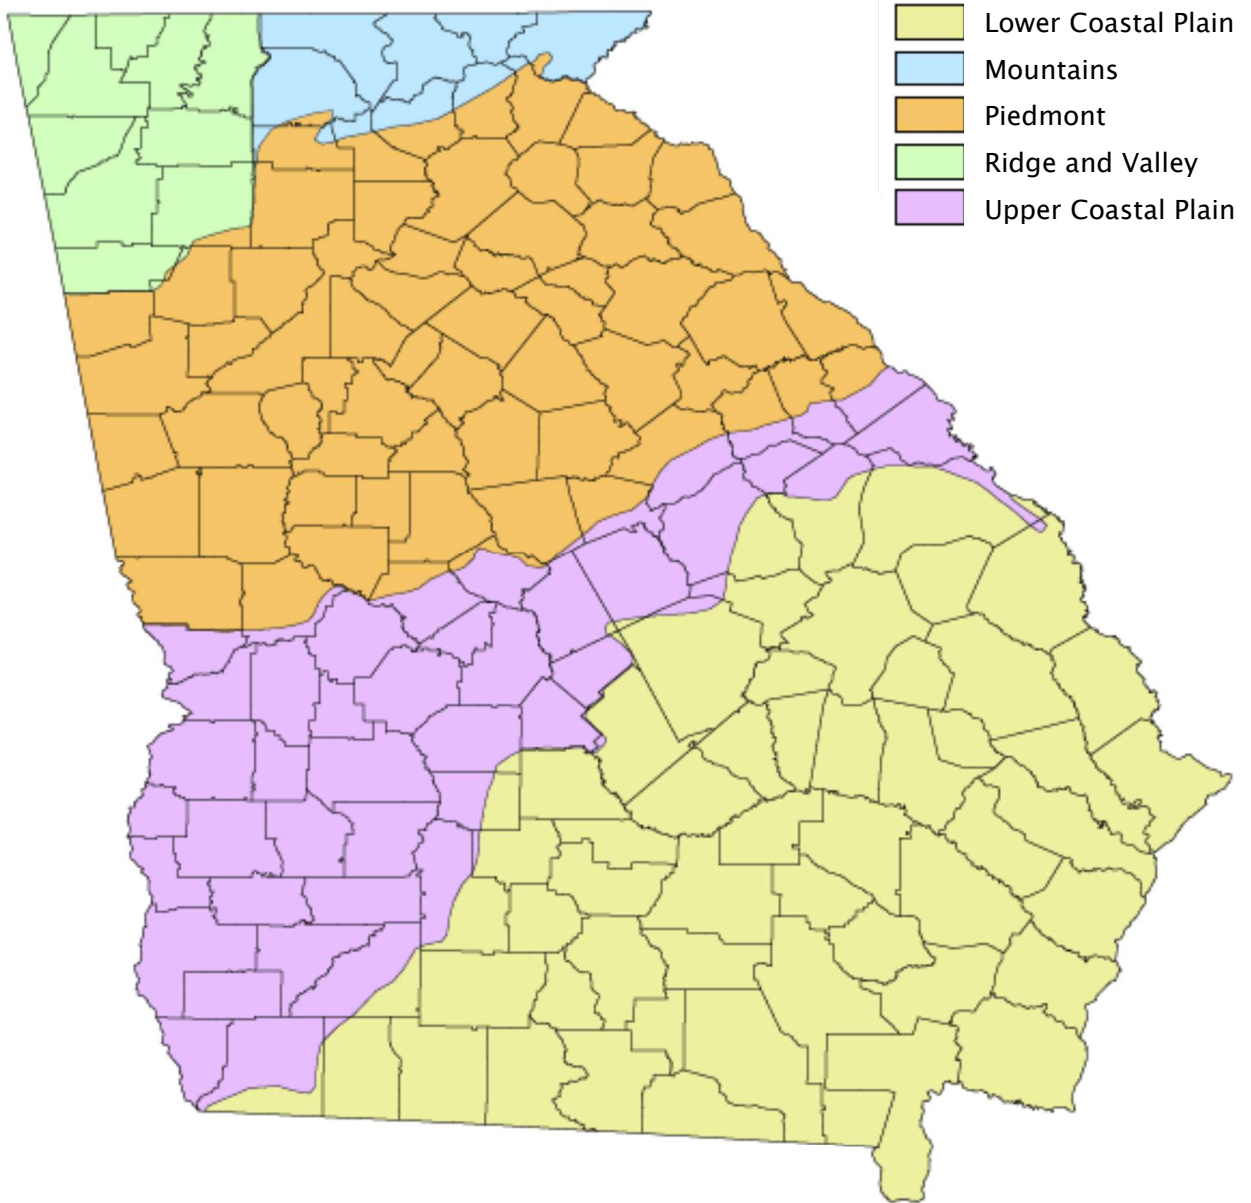 Lower Coastal Plain
Mountains
Piedmont
Ridge and Valley
Upper Coastal Plain